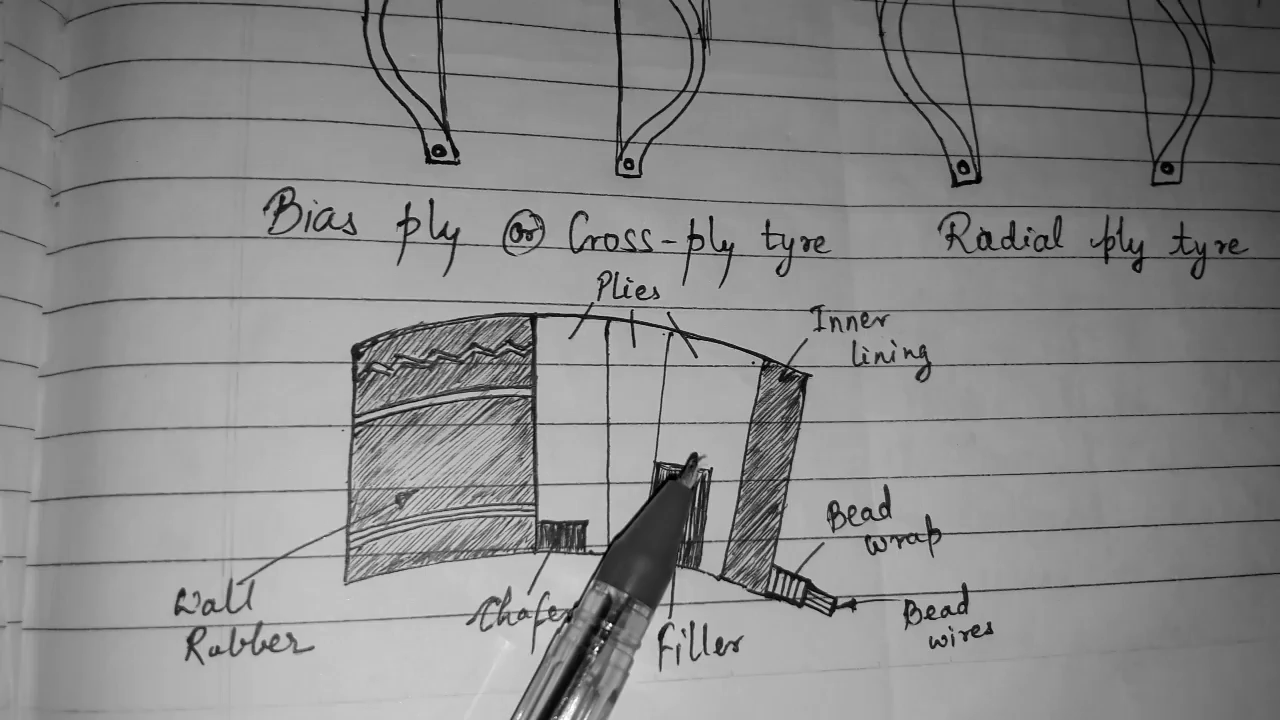 Bias ply or Cross-ply tyre
Radial ply tyre
Plies
Inner
lining
Bead
wrap
Wall
Rubber
Chafer
Filler
Bead
wires